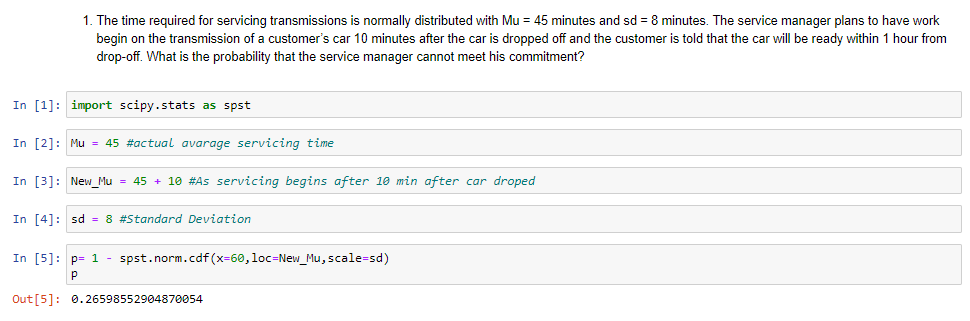 1. The time required for servicing transmissions is normally distributed with Mu = 45 minutes and sd = 8 minutes. The service manager plans to have work
begin on the transmission of a customer's car 10 minutes after the car is dropped off and the customer is told that the car will be ready within 1 hour from
drop-off. What is the probability that the service manager cannot meet his commitment?
In [1]: import scipy.stats as spst
In [2]: Mu = 45 #actual avarage servicing time
In [3]: New_Mu = 45 + 10 #As servicing begins after 10 min after car droped
In [4]: sd = 8 #Standard Deviation
In [5]: p= 1 - spst.norm.cdf(x=60,loc=New_Mu,scale=sd)
p
Out[5]: 0.26598552904870054